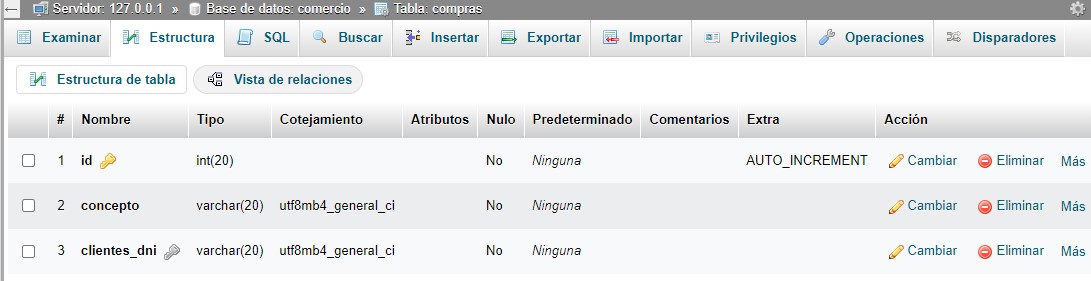 Servidor: 127.0.0.1 » Base de datos: comercio » Tabla: compras
Examinar Estructura SQL Buscar Insertar Exportar Importar Privilegios Operaciones Disparadores
Estructura de tabla Vista de relaciones
# Nombre Tipo Cotejamiento Atributos Nulo Predeterminado Comentarios Extra Acción
1 id int(20) No Ninguna AUTO_INCREMENT Cambiar Eliminar Más
2 concepto varchar(20) utf8mb4_general_ci No Ninguna Cambiar Eliminar Más
3 clientes_dni varchar(20) utf8mb4_general_ci No Ninguna Cambiar Eliminar Más